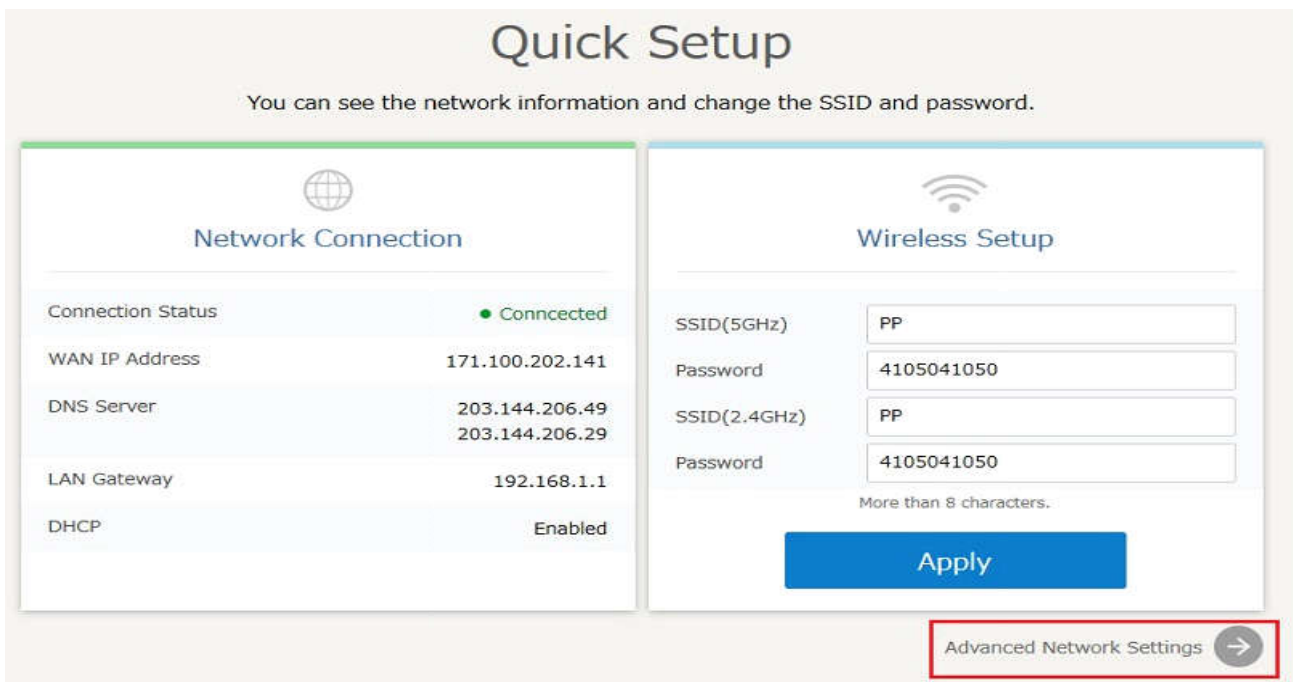 Quick Setup
You can see the network information and change the SSID and password.
Network Connection
Connection Status ● Conncected
WAN IP Address 171.100.202.141
DNS Server 203.144.206.49
203.144.206.29
LAN Gateway 192.168.1.1
DHCP Enabled
Wireless Setup
SSID(5GHz) PP
Password 4105041050
SSID(2.4GHz) PP
Password 4105041050
More than 8 characters.
Apply
Advanced Network Settings